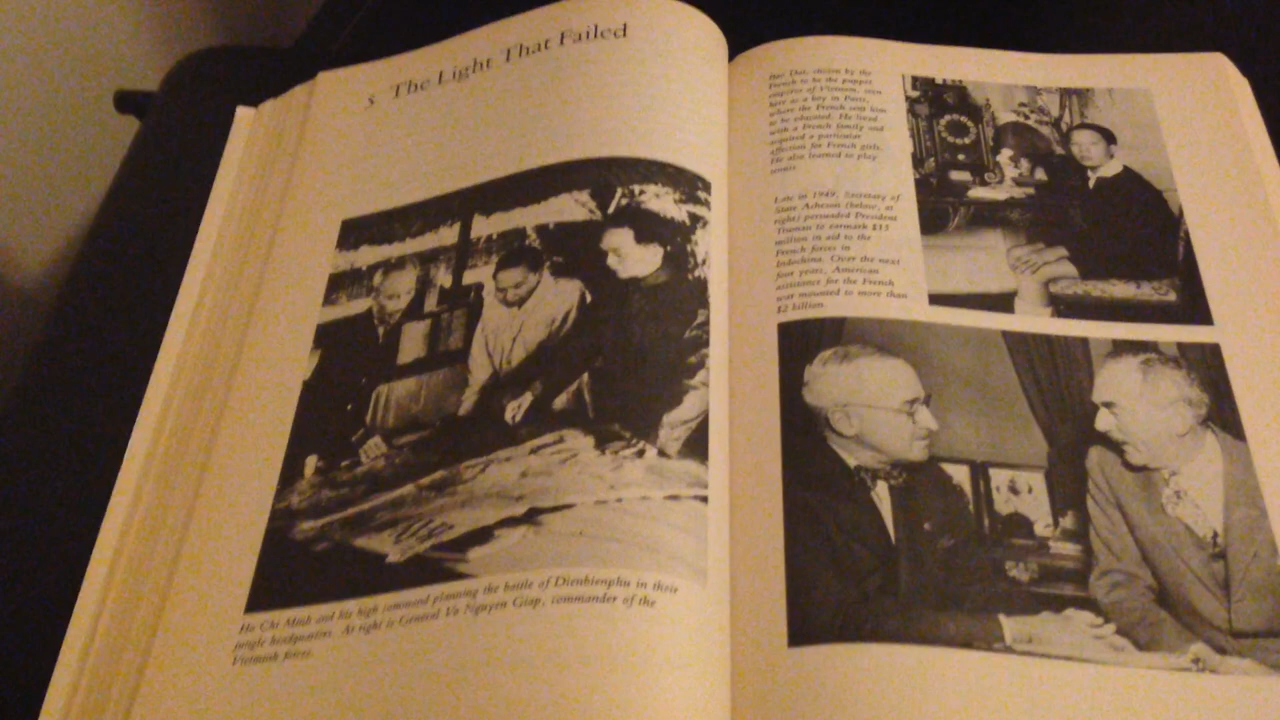 5 The Light That Failed
Ho Chi Minh and his high command planning the battle of Dienbienphu in their
jungle headquarters. At right is General Vo Nguyen Giap, commander of the
Vietminh forces.
Bao Dai, chosen by the
French to be the puppet
emperor of Vietnam, seen
here as a boy in Paris,
where the French sent him
to be educated. He lived
with a French family and
acquired a particular
affection for French girls.
He also learned to play
tennis.
Late in 1949, Secretary of
State Acheson (below, at
right) persuaded President
Truman to earmark $15
million in aid to the
French forces in
Indochina. Over the next
four years, American
assistance for the French
war mounted to more than
$2 billion.